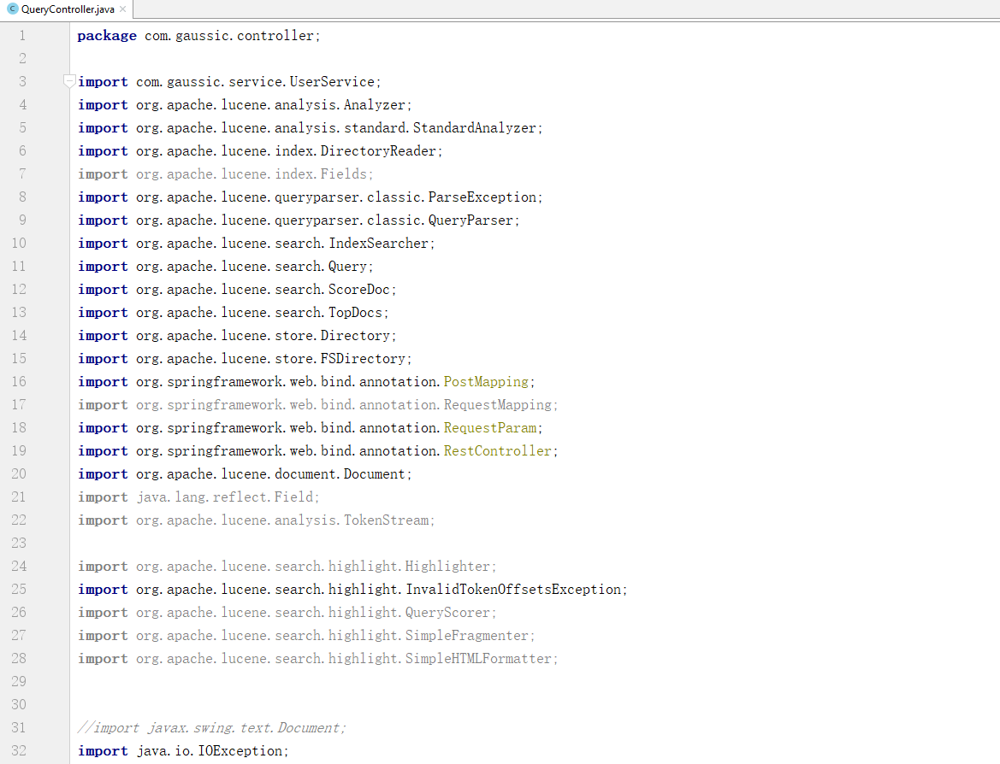 QueryController.java
1 package com.gaussic.controller;
2
3 import com.gaussic.service.UserService;
4 import org.apache.lucene.analysis.Analyzer;
5 import org.apache.lucene.analysis.standard.StandardAnalyzer;
6 import org.apache.lucene.index.DirectoryReader;
7 import org.apache.lucene.index.Fields;
8 import org.apache.lucene.queryparser.classic.ParseException;
9 import org.apache.lucene.queryparser.classic.QueryParser;
10 import org.apache.lucene.search.IndexSearcher;
11 import org.apache.lucene.search.Query;
12 import org.apache.lucene.search.ScoreDoc;
13 import org.apache.lucene.search.TopDocs;
14 import org.apache.lucene.store.Directory;
15 import org.apache.lucene.store.FSDirectory;
16 import org.springframework.web.bind.annotation.PostMapping;
17 import org.springframework.web.bind.annotation.RequestMapping;
18 import org.springframework.web.bind.annotation.RequestParam;
19 import org.springframework.web.bind.annotation.RestController;
20 import org.apache.lucene.document.Document;
21 import java.lang.reflect.Field;
22 import org.apache.lucene.analysis.TokenStream;
23
24 import org.apache.lucene.search.highlight.Highlighter;
25 import org.apache.lucene.search.highlight.InvalidTokenOffsetsException;
26 import org.apache.lucene.search.highlight.QueryScorer;
27 import org.apache.lucene.search.highlight.SimpleFragmenter;
28 import org.apache.lucene.search.highlight.SimpleHTMLFormatter;
29
30
31 //import javax.swing.text.Document;
32 import java.io.IOException;